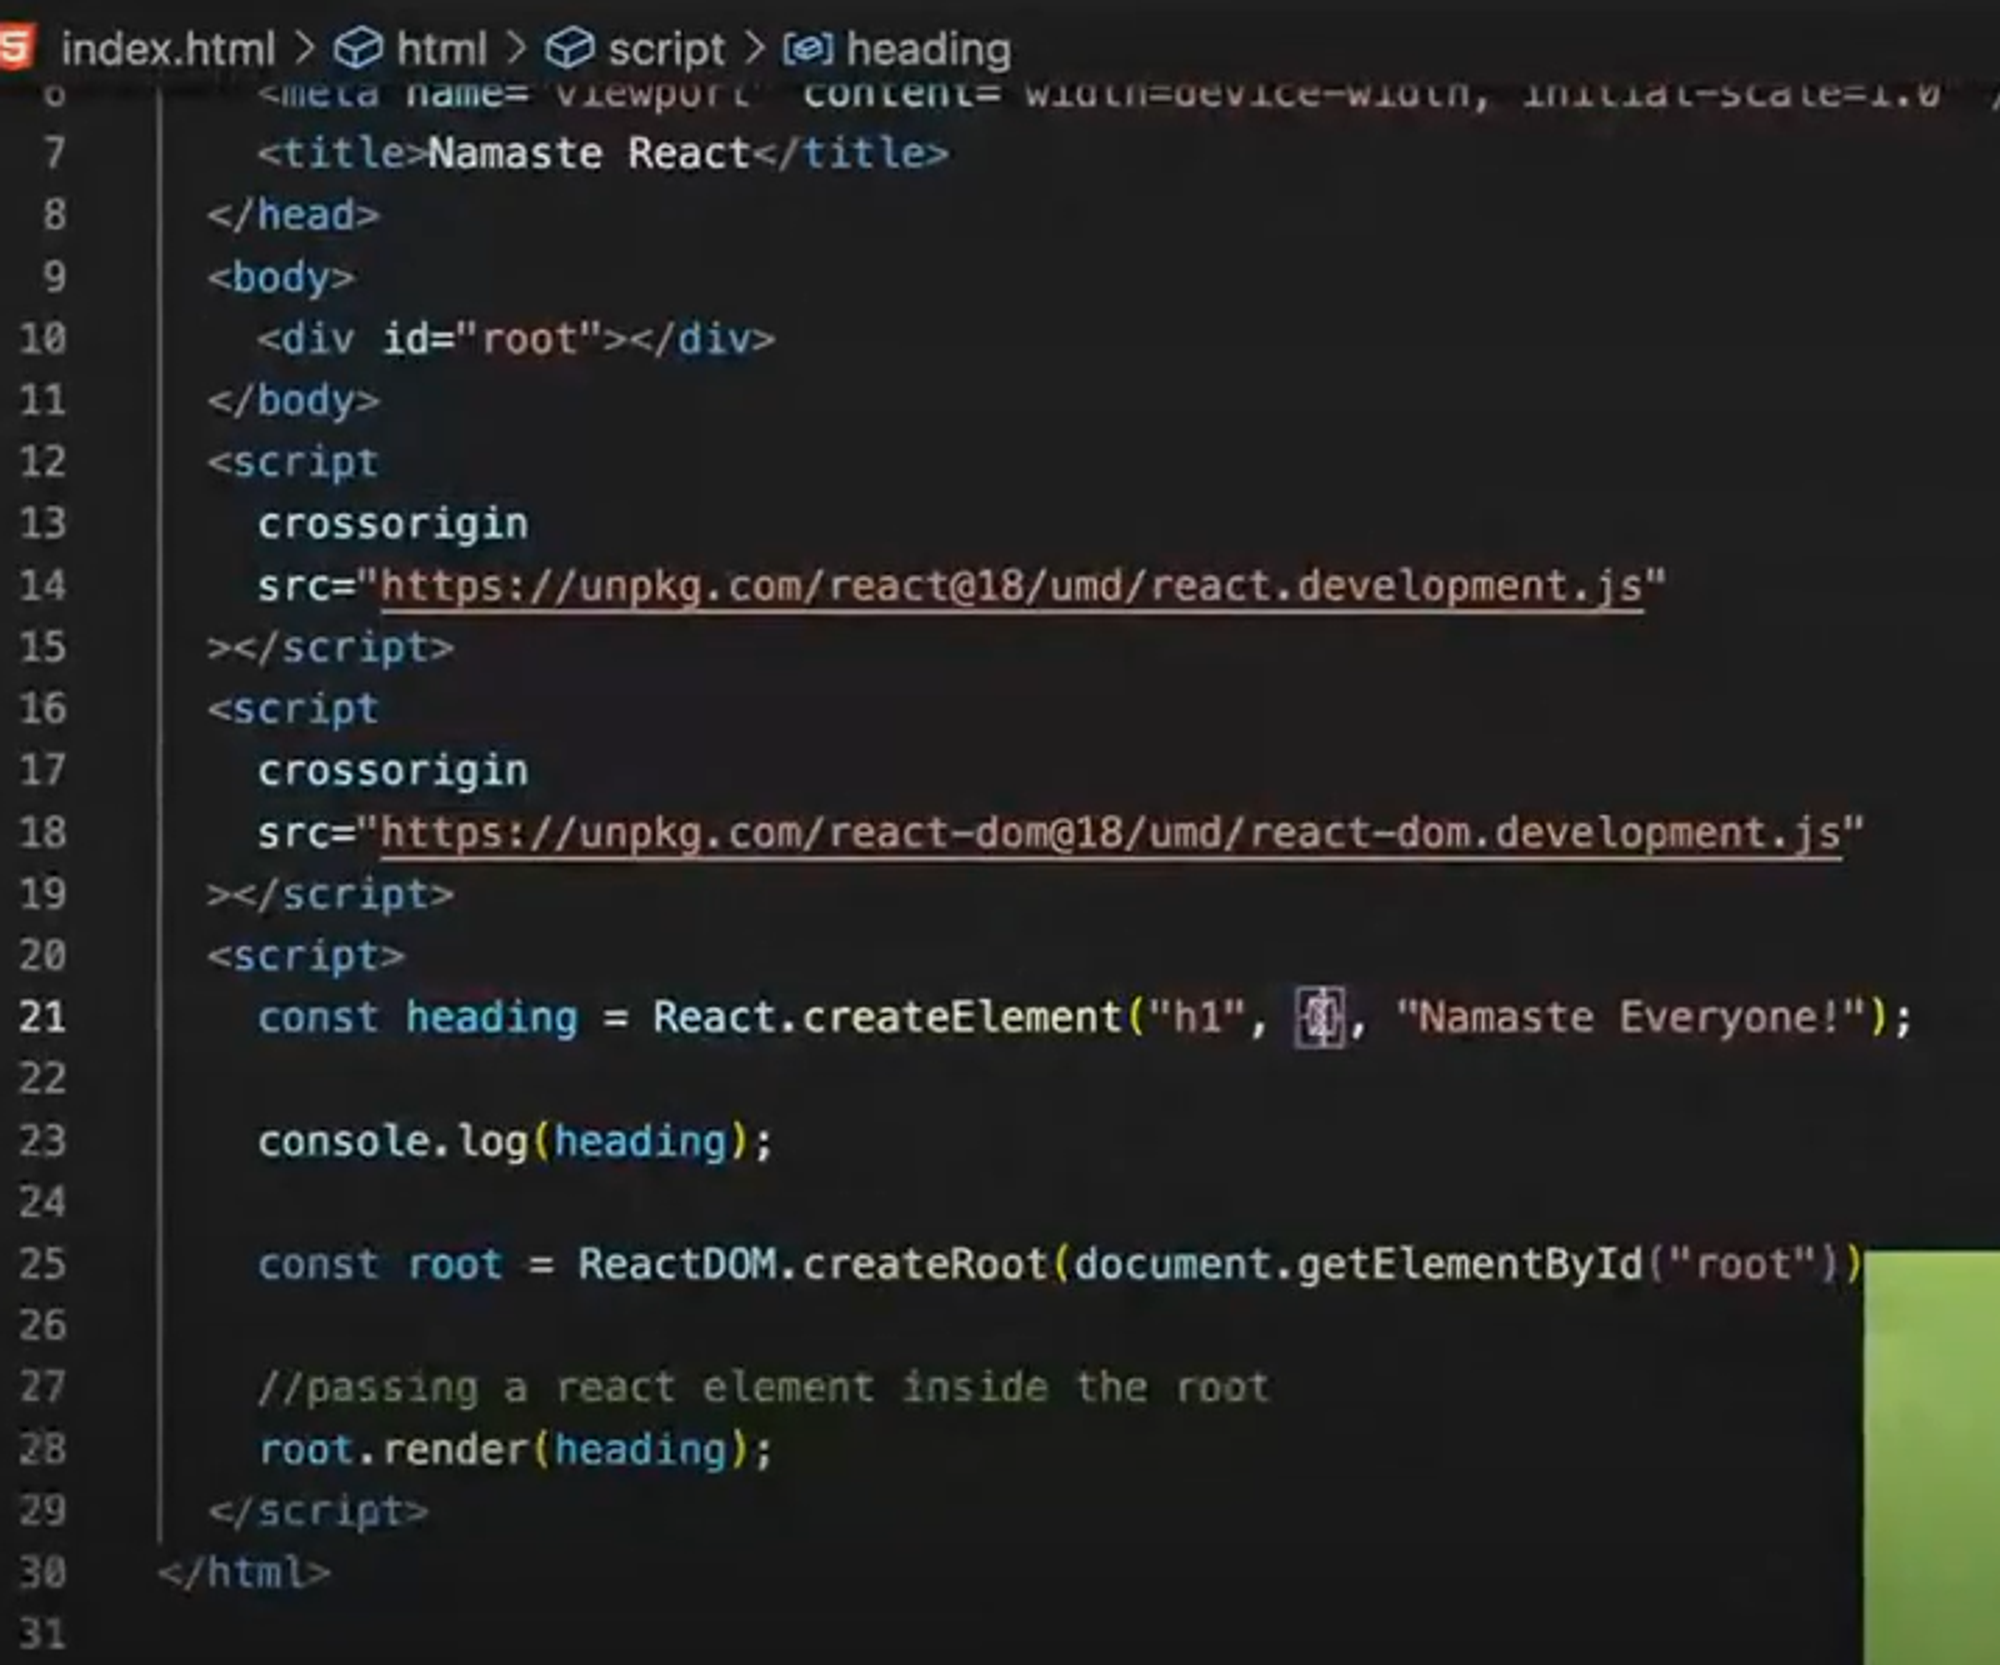 index.html > html > script > heading
6 <meta name="viewport" content="width=device-width, initial-scale=1.0" /
7 <title>Namaste React</title>
8 </head>
9 <body>
10 <div id="root"></div>
11 </body>
12 <script
13 crossorigin
14 src="https://unpkg.com/react@18/umd/react.development.js"
15 ></script>
16 <script
17 crossorigin
18 src="https://unpkg.com/react-dom@18/umd/react-dom.development.js"
19 ></script>
20 <script>
21 const heading = React.createElement("h1", {}, "Namaste Everyone!");
22
23 console.log(heading);
24
25 const root = ReactDOM.createRoot(document.getElementById("root"))
26
27 //passing a react element inside the root
28 root.render(heading);
29 </script>
30 </html>
31